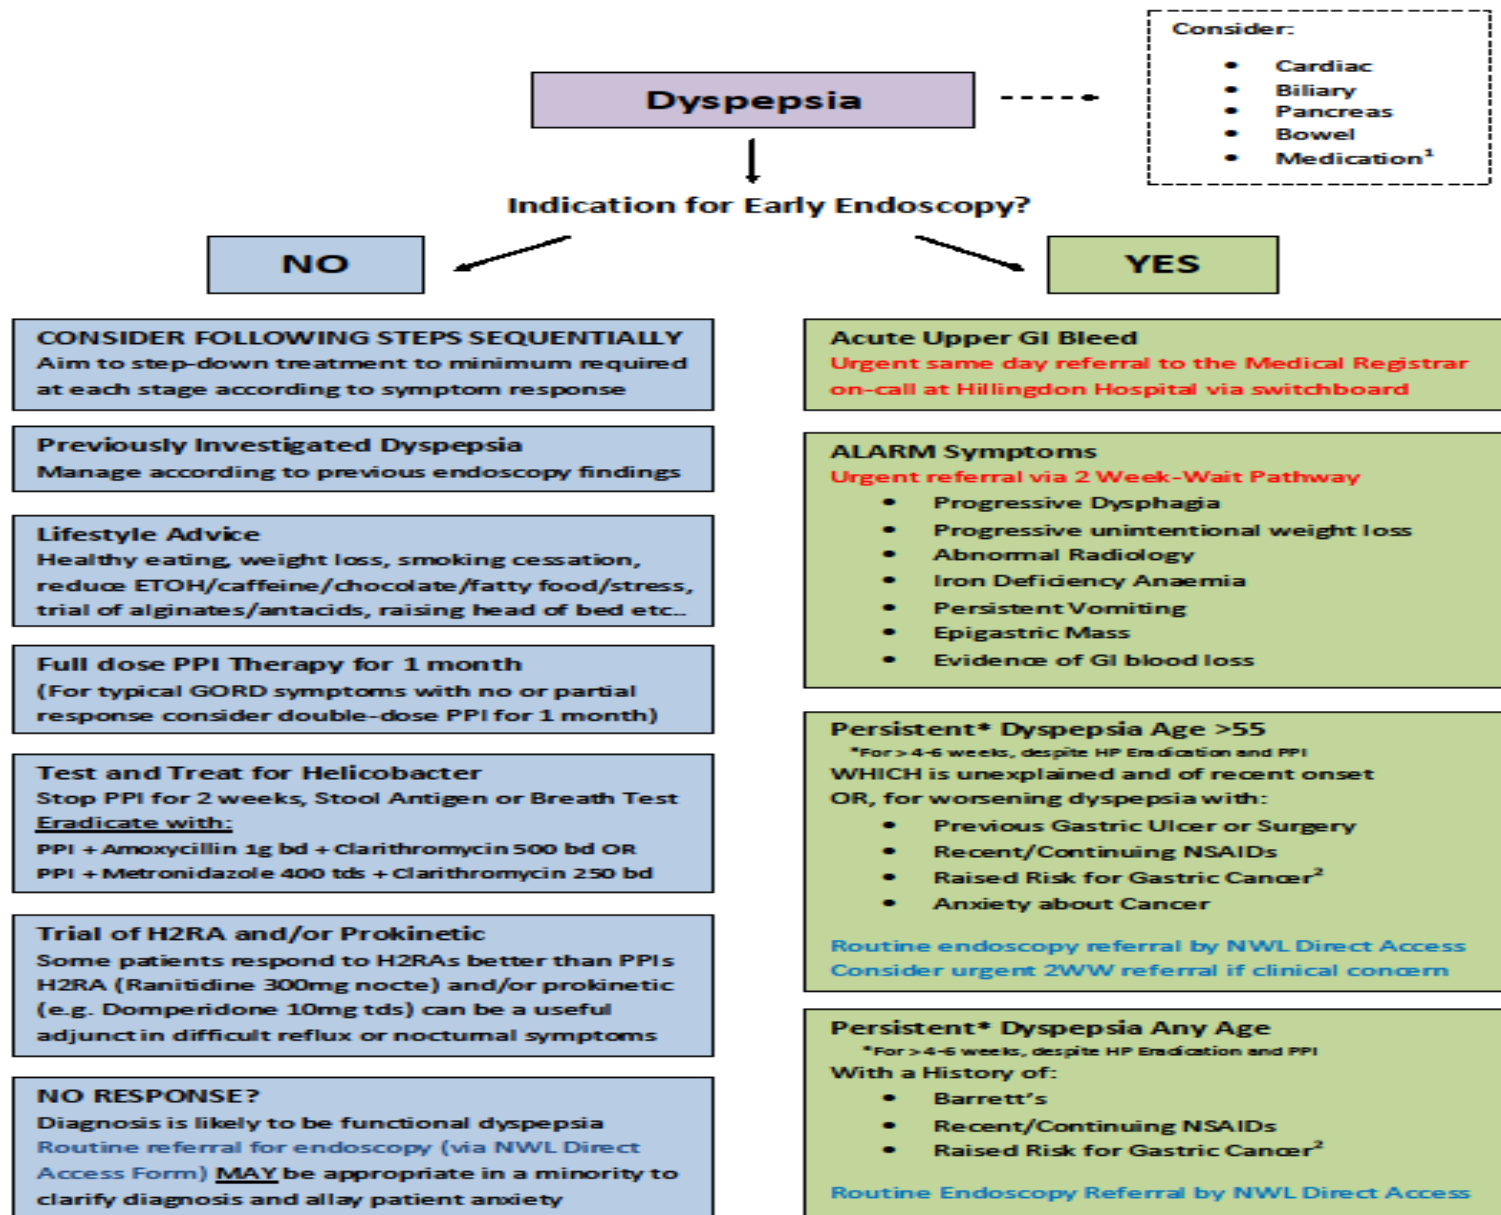 Consider:
• Cardiac
• Biliary
• Pancreas
• Bowel
• Medication¹
Dyspepsia
Indication for Early Endoscopy?
NO
YES
CONSIDER FOLLOWING STEPS SEQUENTIALLY
Aim to step-down treatment to minimum required
at each stage according to symptom response
Previously Investigated Dyspepsia
Manage according to previous endoscopy findings
Lifestyle Advice
Healthy eating, weight loss, smoking cessation,
reduce ETOH/caffeine/chocolate/fatty food/stress,
trial of alginates/antacids, raising head of bed etc..
Full dose PPI Therapy for 1 month
(For typical GORD symptoms with no or partial
response consider double-dose PPI for 1 month)
Test and Treat for Helicobacter
Stop PPI for 2 weeks, Stool Antigen or Breath Test
Eradicate with:
PPI + Amoxycillin 1g bd + Clarithromycin 500 bd OR
PPI + Metronidazole 400 tds + Clarithromycin 250 bd
Trial of H2RA and/or Prokinetic
Some patients respond to H2RAs better than PPIs
H2RA (Ranitidine 300mg nocte) and/or prokinetic
(e.g. Domperidone 10mg tds) can be a useful
adjunct in difficult reflux or nocturnal symptoms
NO RESPONSE?
Diagnosis is likely to be functional dyspepsia
Routine referral for endoscopy (via NWL Direct
Access Form) MAY be appropriate in a minority to
clarify diagnosis and allay patient anxiety
Acute Upper GI Bleed
Urgent same day referral to the Medical Registrar
on-call at Hillingdon Hospital via switchboard
ALARM Symptoms
Urgent referral via 2 Week-Wait Pathway
• Progressive Dysphagia
• Progressive unintentional weight loss
• Abnormal Radiology
• Iron Deficiency Anaemia
• Persistent Vomiting
• Epigastric Mass
• Evidence of GI blood loss
Persistent* Dyspepsia Age >55
*For > 4-6 weeks, despite HP Eradication and PPI
WHICH is unexplained and of recent onset
OR, for worsening dyspepsia with:
• Previous Gastric Ulcer or Surgery
• Recent/Continuing NSAIDs
• Raised Risk for Gastric Cancer²
• Anxiety about Cancer
Routine endoscopy referral by NWL Direct Access
Consider urgent 2WW referral if clinical concern
Persistent* Dyspepsia Any Age
*For > 4-6 weeks, despite HP Eradication and PPI
With a History of:
• Barrett's
• Recent/Continuing NSAIDs
• Raised Risk for Gastric Cancer²
Routine Endoscopy Referral by NWL Direct Access